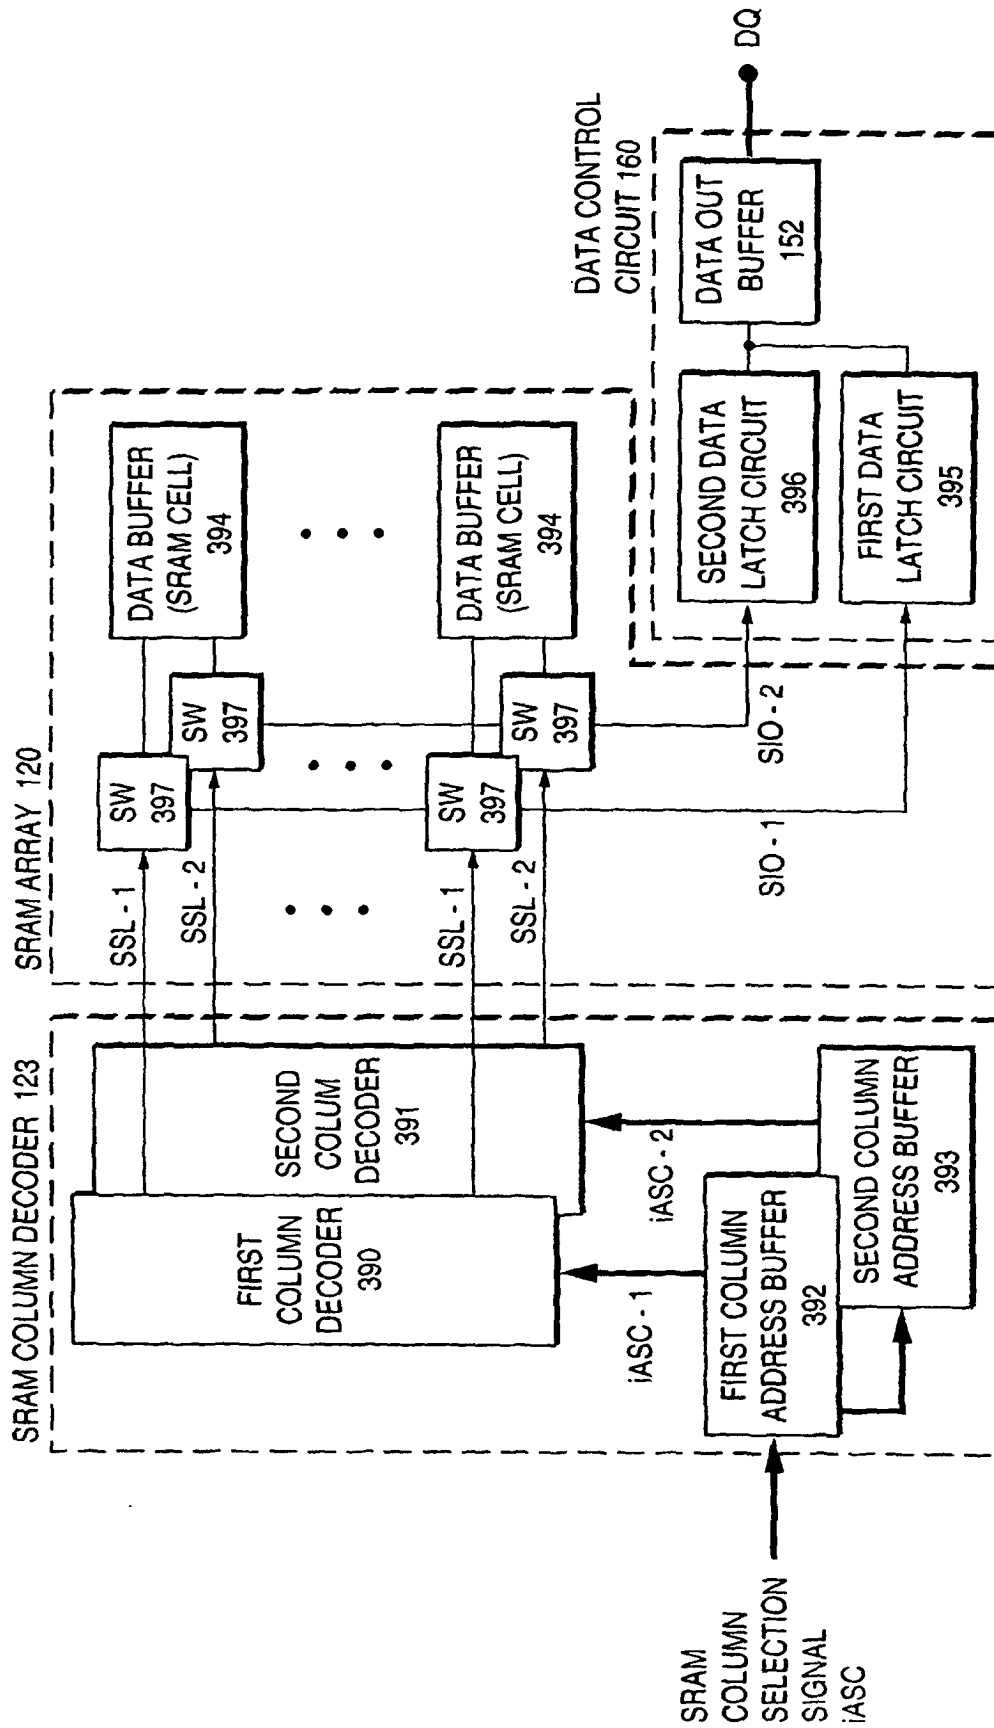 SRAM COLUMN DECODER 123
SRAM ARRAY 120
DATA CONTROL
CIRCUIT 160
FIRST
COLUMN
DECODER
390
SECOND
COLUM
DECODER
391
SSL - 1
SSL - 2
SSL - 1
SSL - 2
SW
397
SW
397
SW
397
SW
397
DATA BUFFER
(SRAM CELL)
394
DATA BUFFER
(SRAM CELL)
394
iASC - 1
iASC - 2
FIRST COLUMN
ADDRESS BUFFER
392
SECOND COLUMN
ADDRESS BUFFER
393
SRAM
COLUMN
SELECTION
SIGNAL
iASC
SIO - 1
SIO - 2
SECOND DATA
LATCH CIRCUIT
396
FIRST DATA
LATCH CIRCUIT
395
DATA OUT
BUFFER
152
DQ